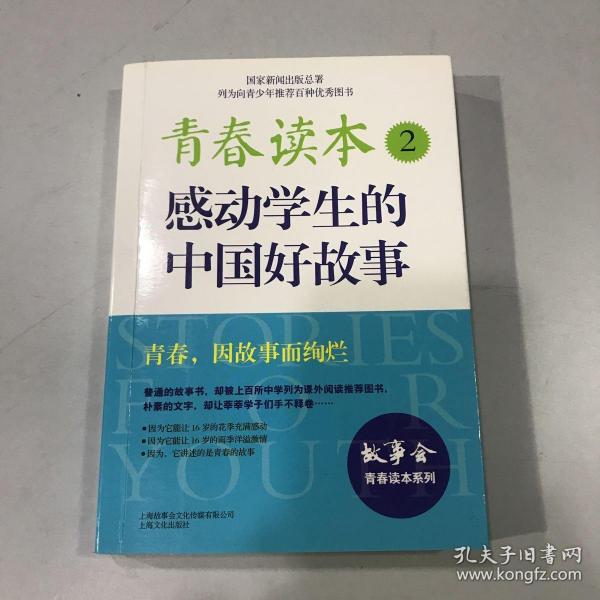 国家新闻出版总署
列为向青少年推荐百种优秀图书
青春读本 2
感动学生的
中国好故事
STORIES
FOR
YOUTH
青春，因故事而绚烂
普通的故事书，却被上百所中学列为课外阅读推荐图书，
朴素的文字，却让莘莘学子们手不释卷……
●因为它能让16岁的花季充满感动
●因为它能让16岁的雨季洋溢激情
●因为，它讲述的是青春的故事
故事会
青春读本系列
上海故事会文化传媒有限公司
上海文化出版社
孔夫子旧书网
www.kongfz.com